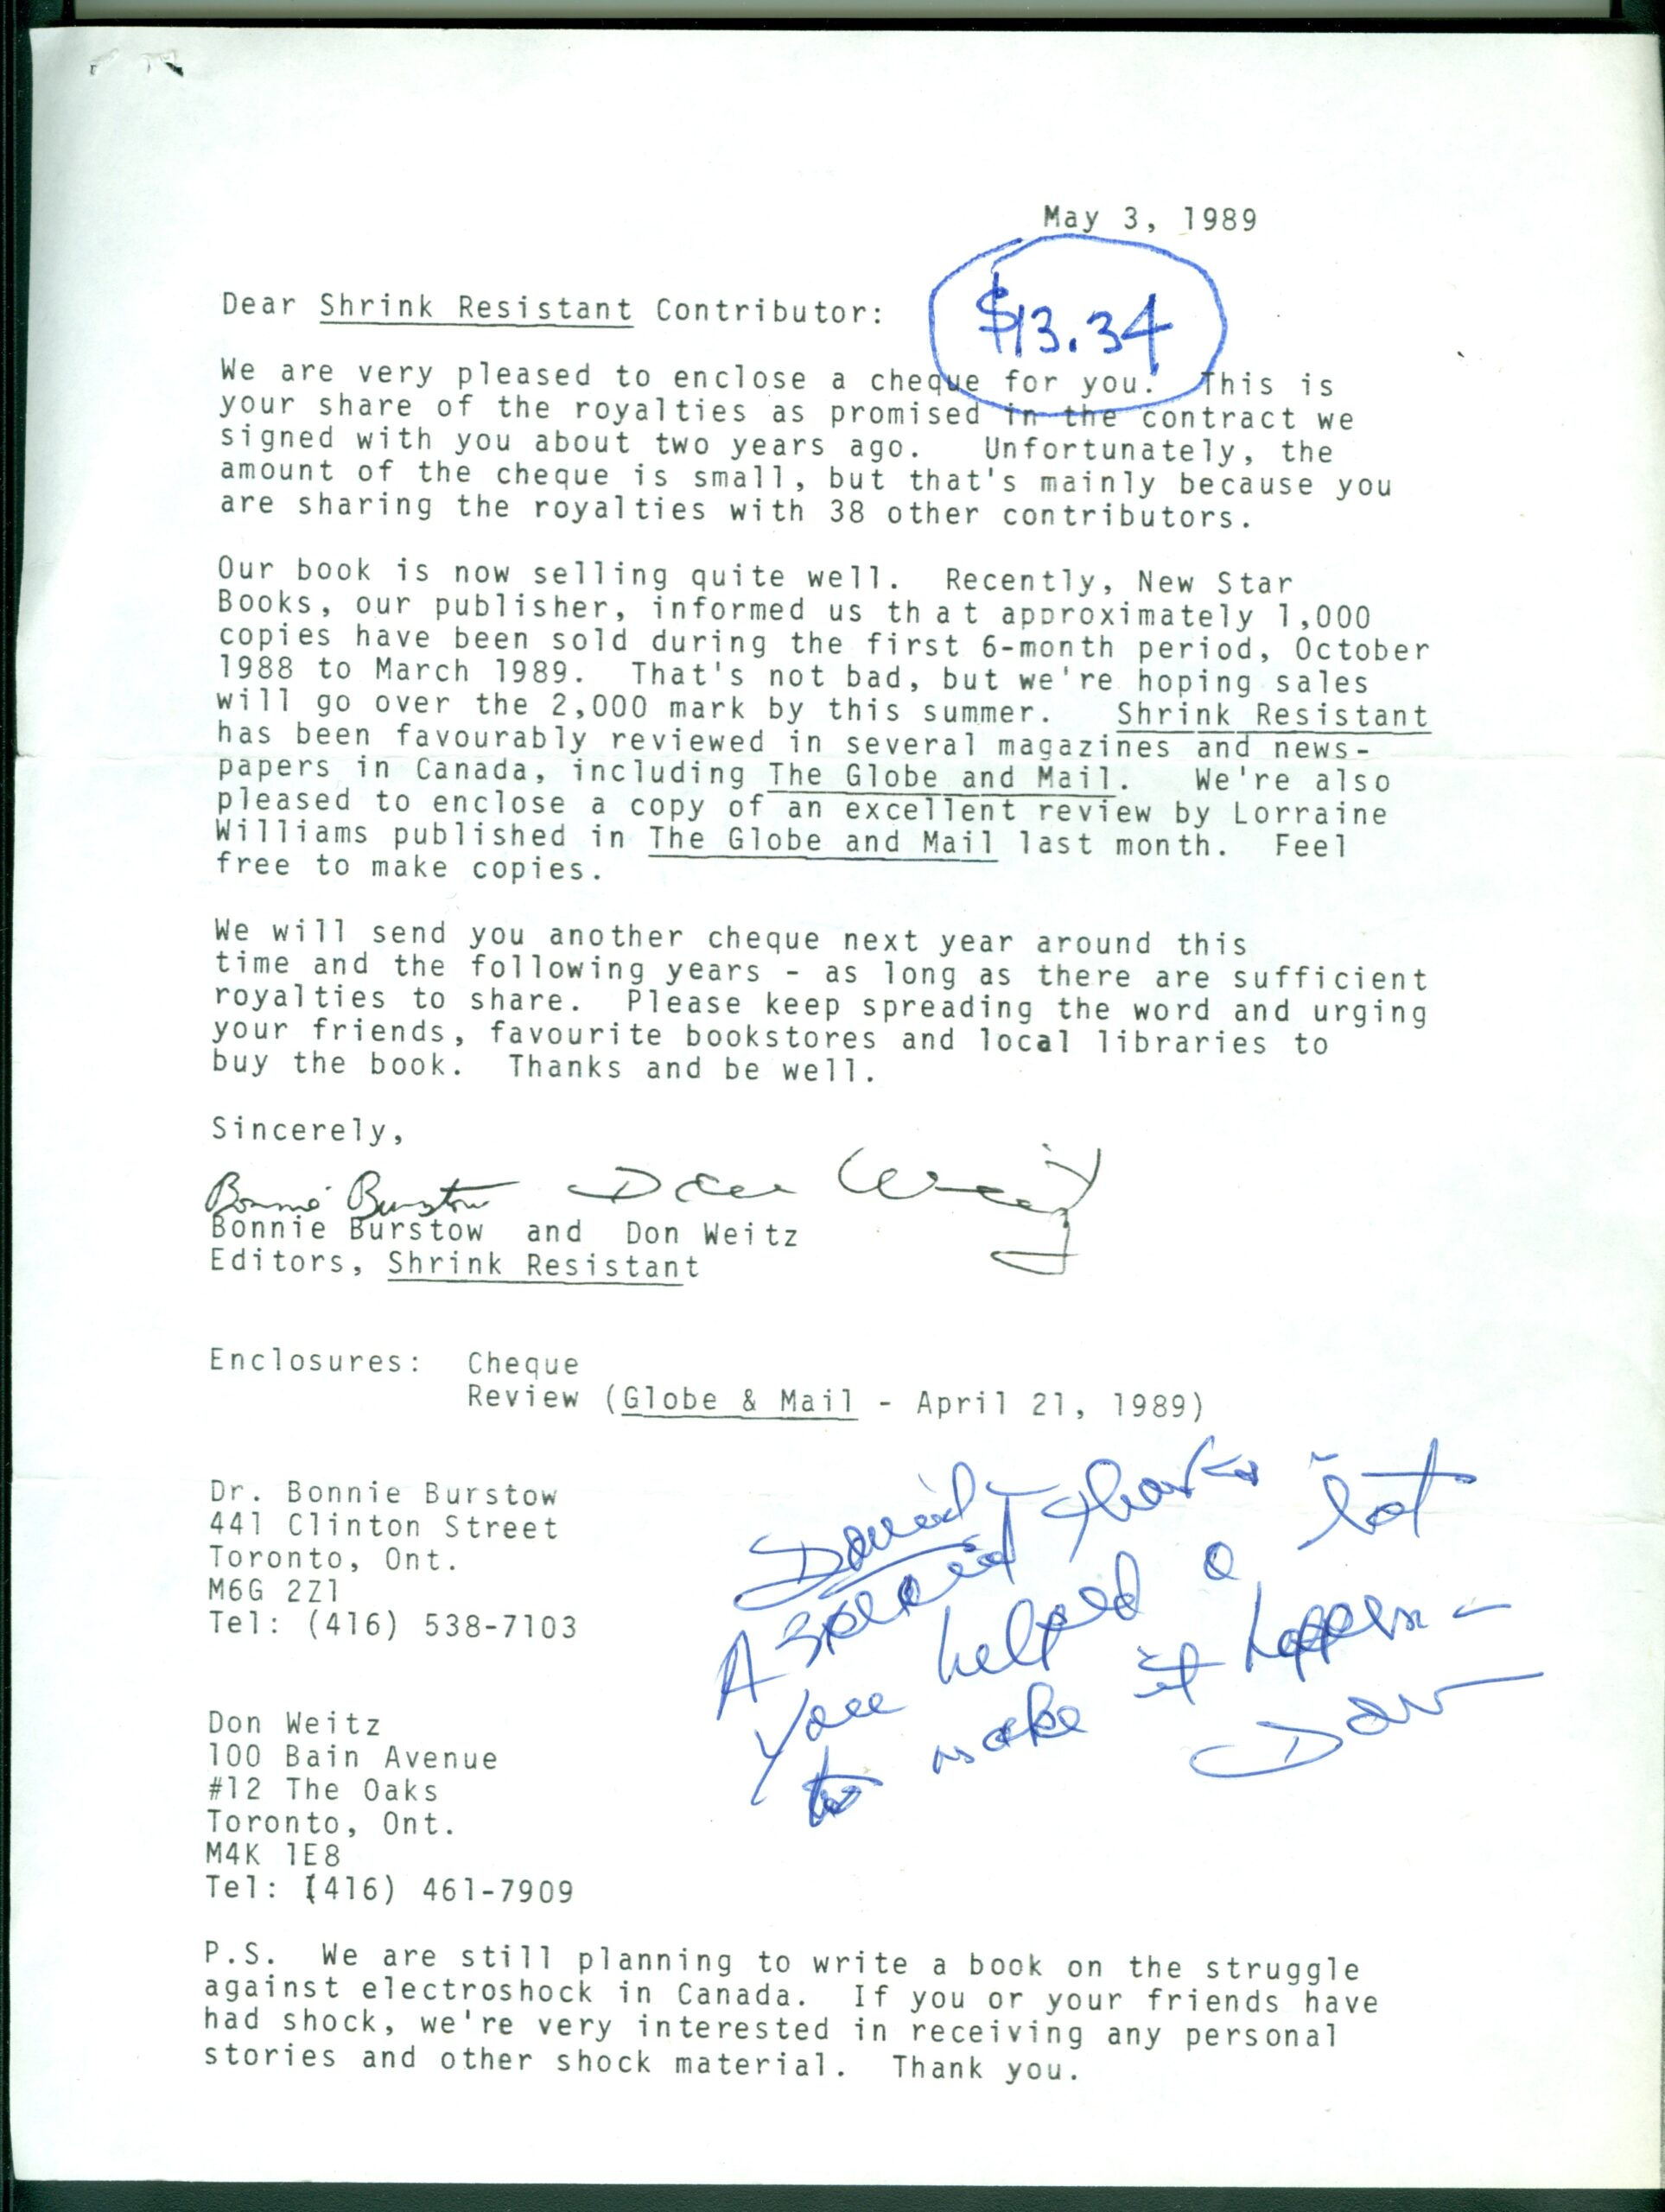 May 3, 1989
$13.34
Dear Shrink Resistant Contributor:
We are very pleased to enclose a cheque for you. This is
your share of the royalties as promised in the contract we
signed with you about two years ago. Unfortunately, the
amount of the cheque is small, but that's mainly because you
are sharing the royalties with 38 other contributors.
Our book is now selling quite well. Recently, New Star
Books, our publisher, informed us that approximately 1,000
copies have been sold during the first 6-month period, October
1988 to March 1989. That's not bad, but we're hoping sales
will go over the 2,000 mark by this summer. Shrink Resistant
has been favourably reviewed in several magazines and news-
papers in Canada, including The Globe and Mail. We're also
pleased to enclose a copy of an excellent review by Lorraine
Williams published in The Globe and Mail last month. Feel
free to make copies.
We will send you another cheque next year around this
time and the following years - as long as there are sufficient
royalties to share. Please keep spreading the word and urging
your friends, favourite bookstores and local libraries to
buy the book. Thanks and be well.
Sincerely,
Bonnie Burstow Don Weitz
Bonnie Burstow and Don Weitz
Editors, Shrink Resistant
Enclosures: Cheque
Review (Globe & Mail - April 21, 1989)
Dr. Bonnie Burstow
441 Clinton Street
Toronto, Ont.
M6G 2Z1
Tel: (416) 538-7103
David
A special thanks
You helped a lot
to make it happen -
Don
Don Weitz
100 Bain Avenue
#12 The Oaks
Toronto, Ont.
M4K 1E8
Tel: (416) 461-7909
P.S. We are still planning to write a book on the struggle
against electroshock in Canada. If you or your friends have
had shock, we're very interested in receiving any personal
stories and other shock material. Thank you.